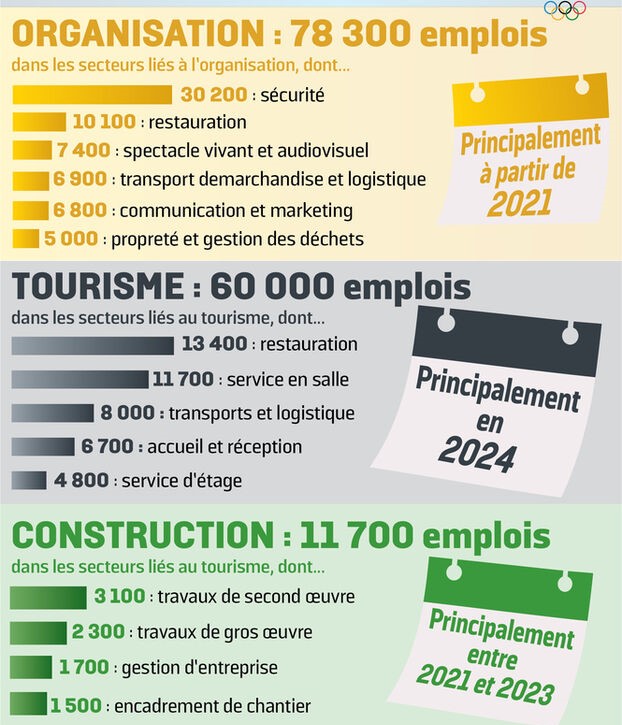 ORGANISATION : 78 300 emplois
dans les secteurs liés à l'organisation, dont...
30 200 : sécurité
10 100 : restauration
7 400 : spectacle vivant et audiovisuel
6 900 : transport demarchandise et logistique
6 800 : communication et marketing
5 000 : propreté et gestion des déchets
Principalement
à partir de
2021
TOURISME : 60 000 emplois
dans les secteurs liés au tourisme, dont...
13 400 : restauration
11 700 : service en salle
8 000 : transports et logistique
6 700 : accueil et réception
4 800 : service d'étage
Principalement
en
2024
CONSTRUCTION : 11 700 emplois
dans les secteurs liés au tourisme, dont...
3 100 : travaux de second œuvre
2 300 : travaux de gros œuvre
1 700 : gestion d'entreprise
1 500 : encadrement de chantier
Principalement
entre
2021 et 2023